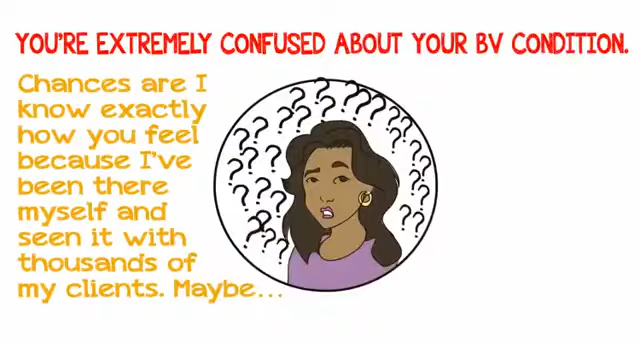 YOU'RE EXTREMELY CONFUSED ABOUT YOUR BV CONDITION.
Chances are I
know exactly
how you feel
because I've
been there
myself and
seen it with
thousands of
my clients. Maybe...